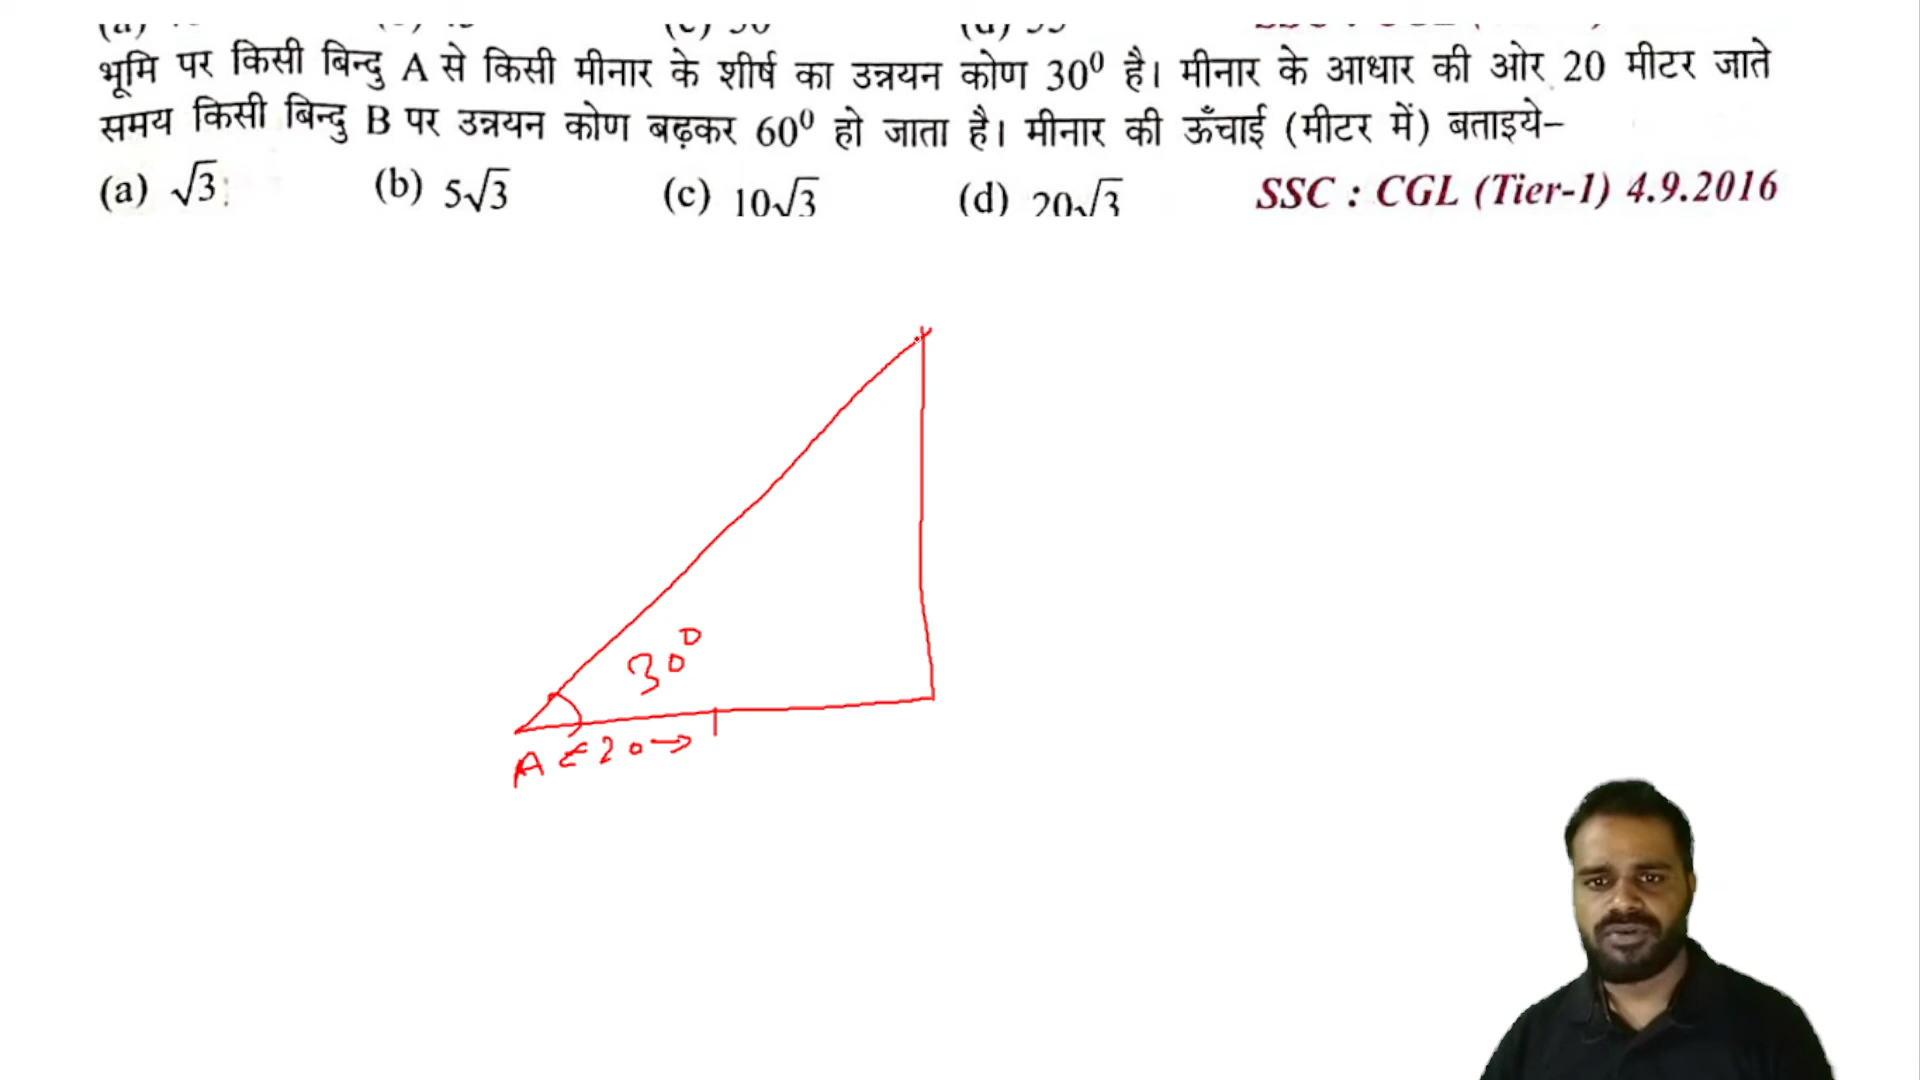 भूमि पर किसी बिन्दु A से किसी मीनार के शीर्ष का उन्नयन कोण 30⁰ है। मीनार के आधार की ओर 20 मीटर जाते
समय किसी बिन्दु B पर उन्नयन कोण बढ़कर 60⁰ हो जाता है। मीनार की ऊँचाई (मीटर में) बताइये–
(a) √3 (b) 5√3 (c) 10√3 (d) 20√3 SSC : CGL (Tier-1) 4.9.2016
30⁰
A ← 20 →